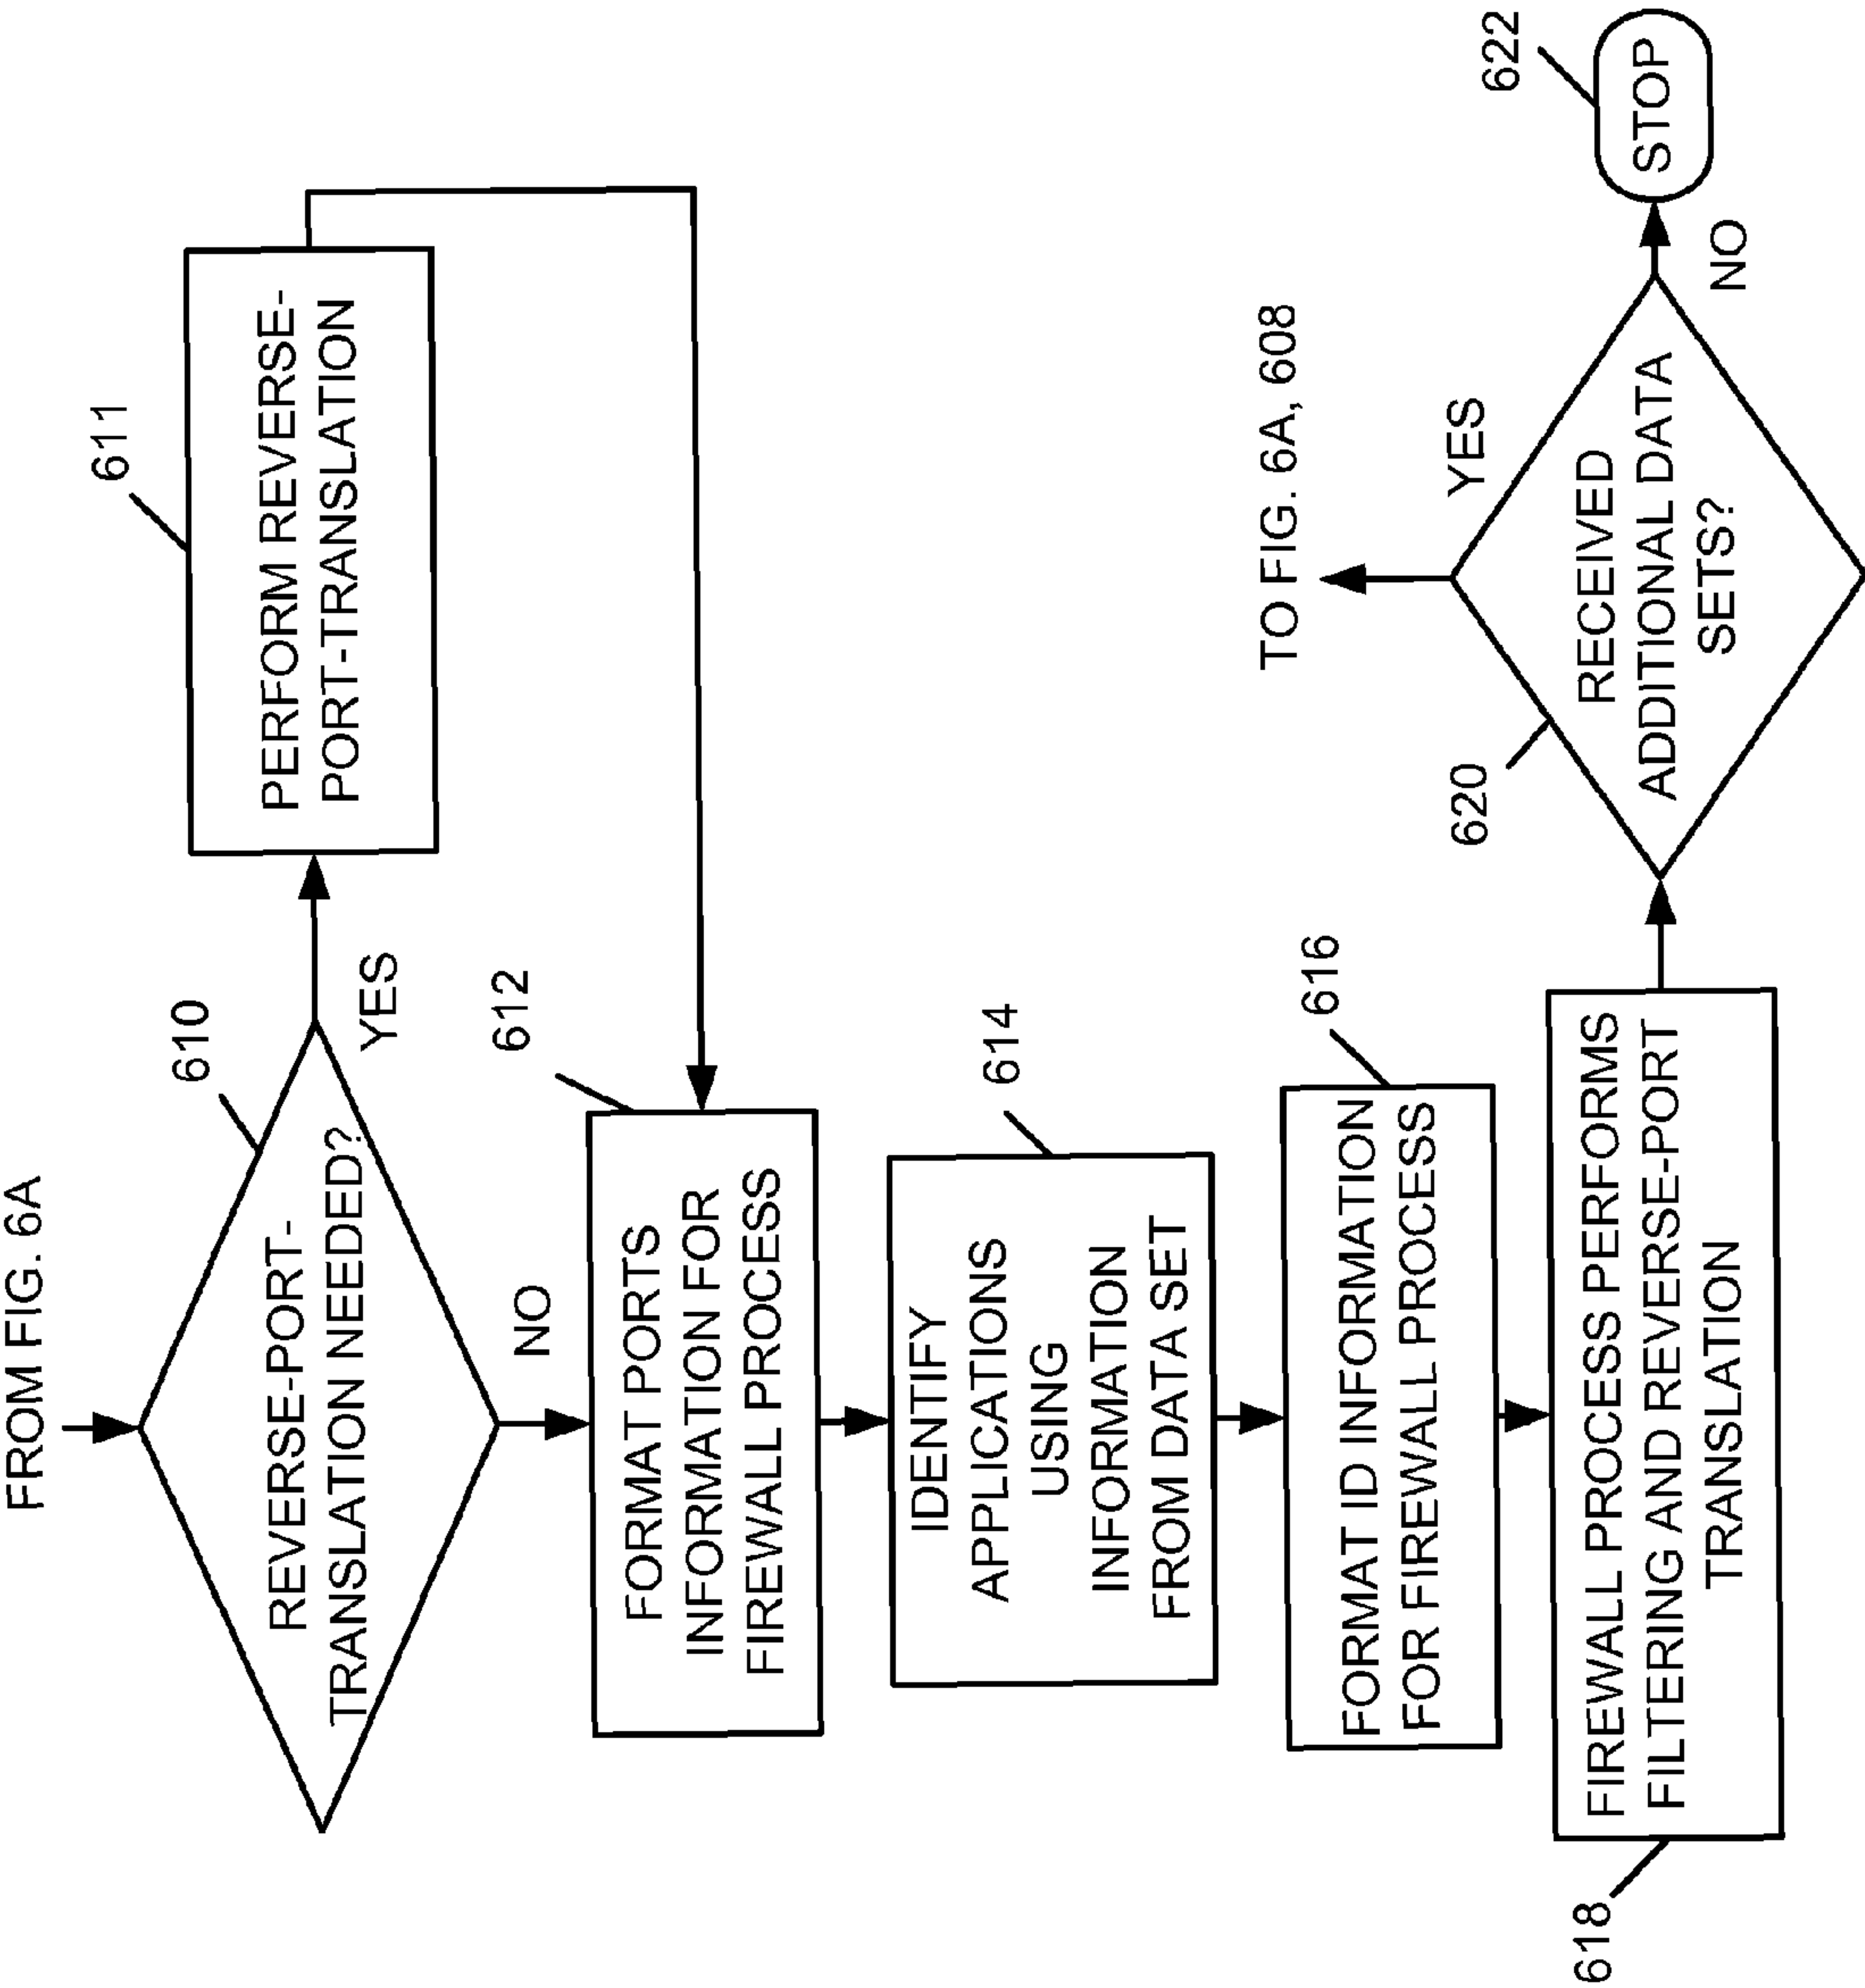 FROM FIG. 6A
610
REVERSE-PORT-
TRANSLATION NEEDED?
YES
NO
611
PERFORM REVERSE-
PORT-TRANSLATION
612
FORMAT PORTS
INFORMATION FOR
FIREWALL PROCESS
614
IDENTIFY
APPLICATIONS
USING
INFORMATION
FROM DATA SET
616
FORMAT ID INFORMATION
FOR FIREWALL PROCESS
618
FIREWALL PROCESS PERFORMS
FILTERING AND REVERSE-PORT
TRANSLATION
620
RECEIVED
ADDITIONAL DATA
SETS?
YES
TO FIG. 6A, 608
NO
622
STOP